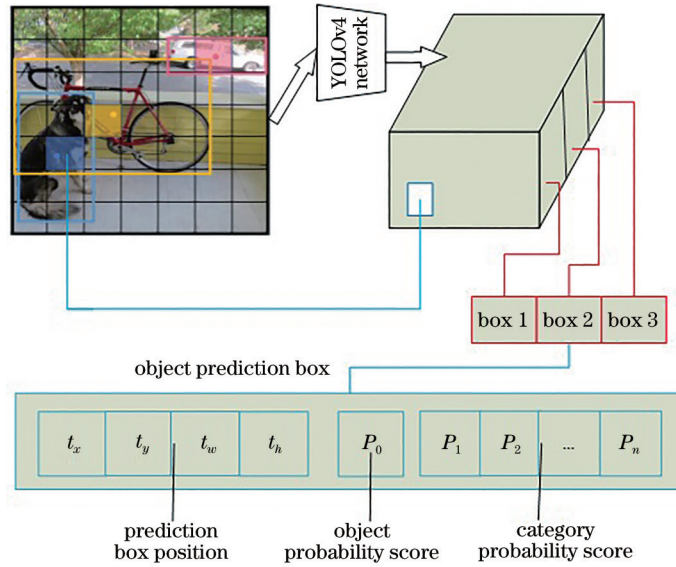 YOLOv4
network
box 1 box 2 box 3
object prediction box
t_x t_y t_w t_h P_0 P_1 P_2 ... P_n
prediction
box position
object
probability score
category
probability score